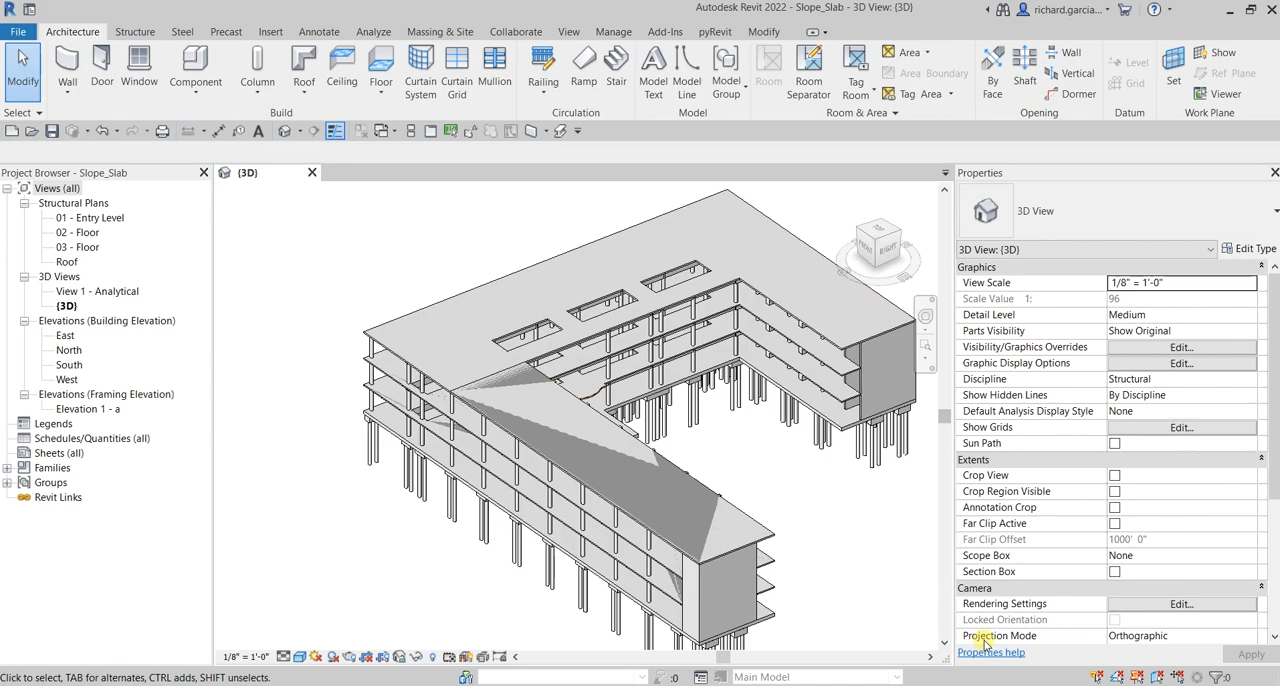 Autodesk Revit 2022 - Slope_Slab - 3D View: {3D}
richard.garcia...
File Architecture Structure Steel Precast Insert Annotate Analyze Massing & Site Collaborate View Manage Add-Ins pyRevit Modify
Modify Wall Door Window Component Column Roof Ceiling Floor Curtain System Curtain Grid Mullion Railing Ramp Stair Model Text Model Line Model Group Room Room Separator Tag Room Area Area Boundary Tag Area By Face Shaft Wall Vertical Dormer Level Grid Set Show Ref Plane Viewer
Select Build Circulation Model Room & Area Opening Datum Work Plane
Project Browser - Slope_Slab
{3D}
Properties
Views (all)
Structural Plans
01 - Entry Level
02 - Floor
03 - Floor
Roof
3D Views
View 1 - Analytical
{3D}
Elevations (Building Elevation)
East
North
South
West
Elevations (Framing Elevation)
Elevation 1 - a
Legends
Schedules/Quantities (all)
Sheets (all)
Families
Groups
Revit Links
TOP
FRONT
RIGHT
3D View
3D View: {3D} Edit Type
Graphics
View Scale 1/8" = 1'-0"
Scale Value 1: 96
Detail Level Medium
Parts Visibility Show Original
Visibility/Graphics Overrides Edit...
Graphic Display Options Edit...
Discipline Structural
Show Hidden Lines By Discipline
Default Analysis Display Style None
Show Grids Edit...
Sun Path
Extents
Crop View
Crop Region Visible
Annotation Crop
Far Clip Active
Far Clip Offset 1000' 0"
Scope Box None
Section Box
Camera
Rendering Settings Edit...
Locked Orientation
Projection Mode Orthographic
Properties help Apply
1/8" = 1'-0"
Click to select, TAB for alternates, CTRL adds, SHIFT unselects.
:0
Main Model
:0